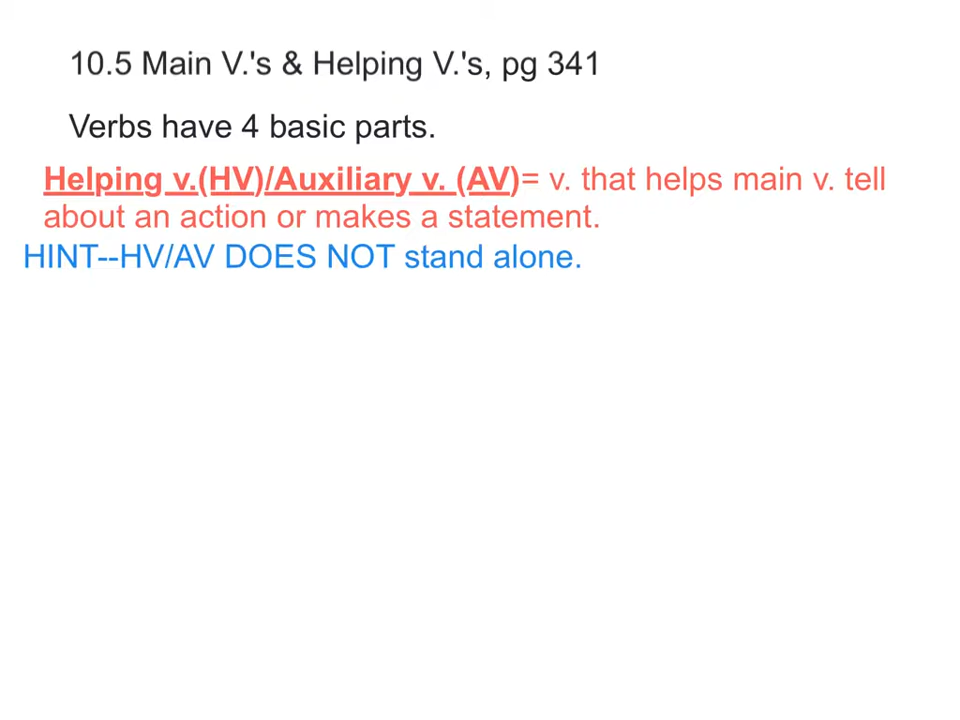 10.5 Main V.'s & Helping V.'s, pg 341
Verbs have 4 basic parts.
Helping v.(HV)/Auxiliary v. (AV)= v. that helps main v. tell
about an action or makes a statement.
HINT--HV/AV DOES NOT stand alone.